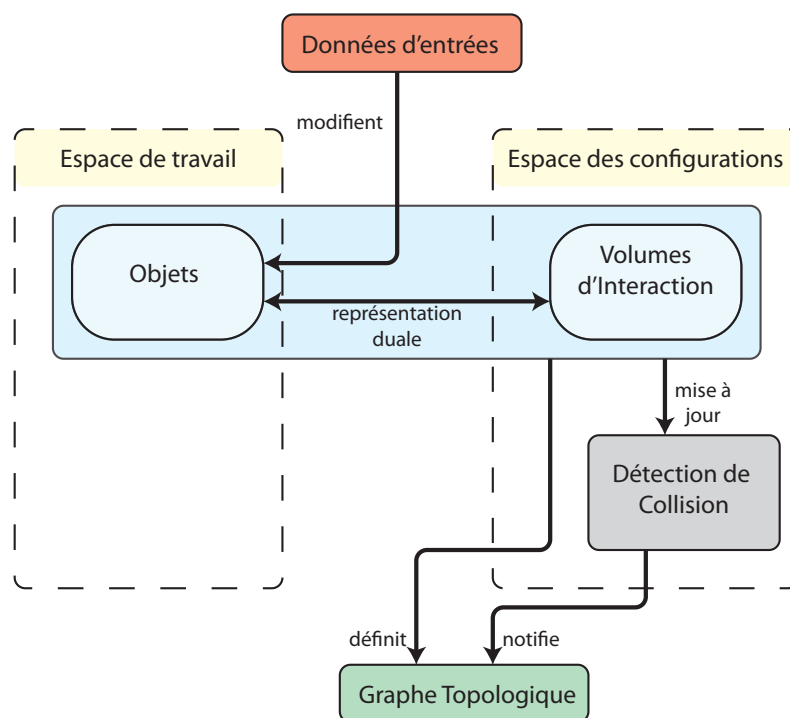 Données d'entrées
modifient
Espace de travail
Espace des configurations
Objets
Volumes
d'Interaction
représentation
duale
mise à
jour
Détection de
Collision
définit
notifie
Graphe Topologique